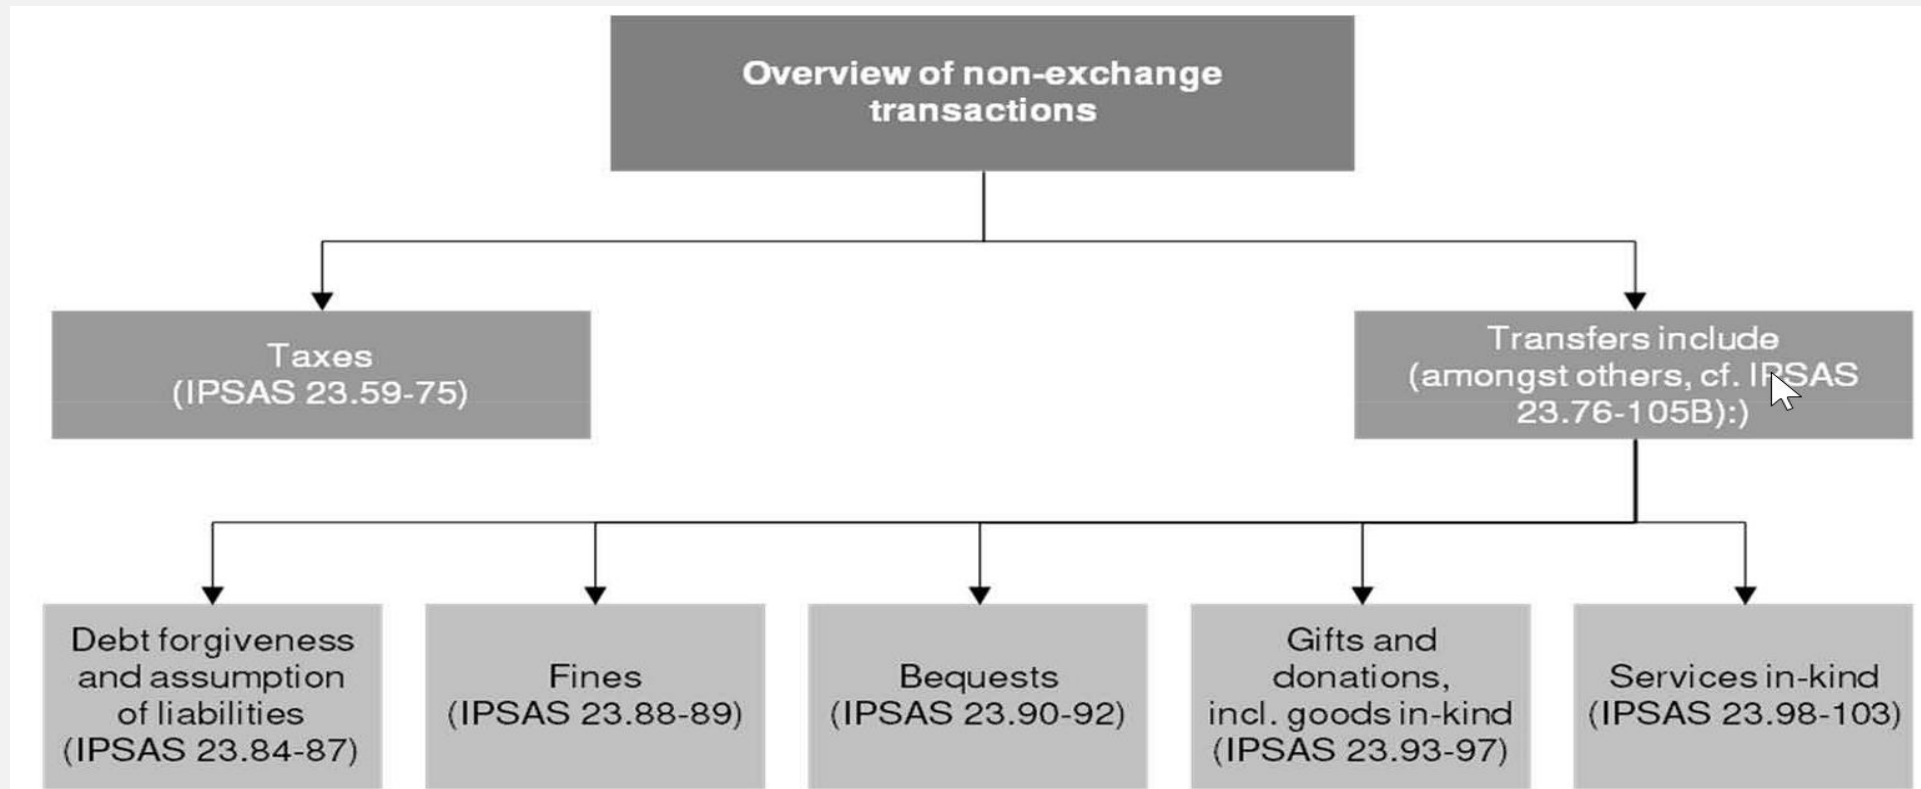 Overview of non-exchange
transactions
Taxes
(IPSAS 23.59-75)
Transfers include
(amongst others, cf. IPSAS
23.76-105B):)
Debt forgiveness
and assumption
of liabilities
(IPSAS 23.84-87)
Fines
(IPSAS 23.88-89)
Bequests
(IPSAS 23.90-92)
Gifts and
donations,
incl. goods in-kind
(IPSAS 23.93-97)
Services in-kind
(IPSAS 23.98-103)